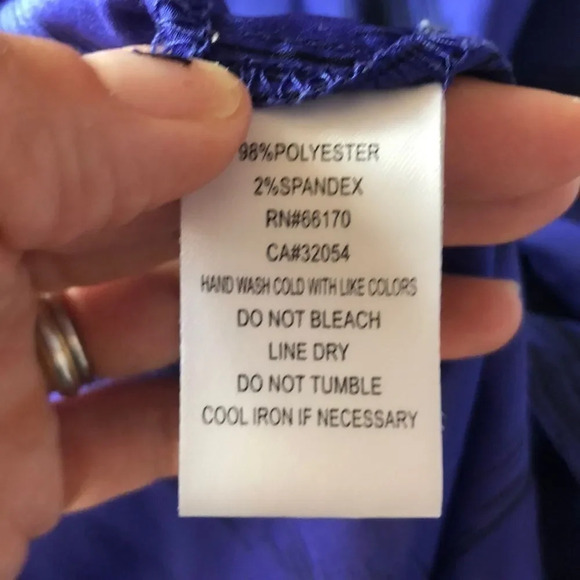 98%POLYESTER
2%SPANDEX
RN#66170
CA#32054
HAND WASH COLD WITH LIKE COLORS
DO NOT BLEACH
LINE DRY
DO NOT TUMBLE
COOL IRON IF NECESSARY